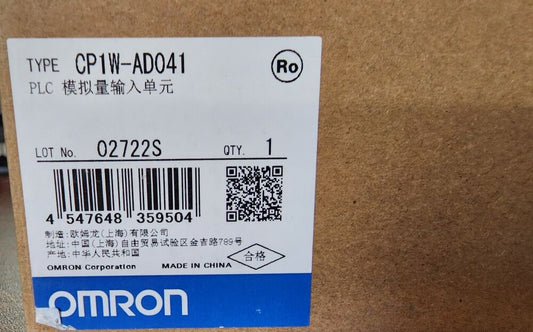 TYPE CP1W-AD041 Ro
PLC 模拟量输入单元
LOT No. 02722S QTY. 1
4 547648 359504
制造: 欧姆龙(上海)有限公司
地址: 中国(上海)自由贸易试验区金吉路789号
产地: 中华人民共和国
合格
OMRON Corporation MADE IN CHINA
OMRON